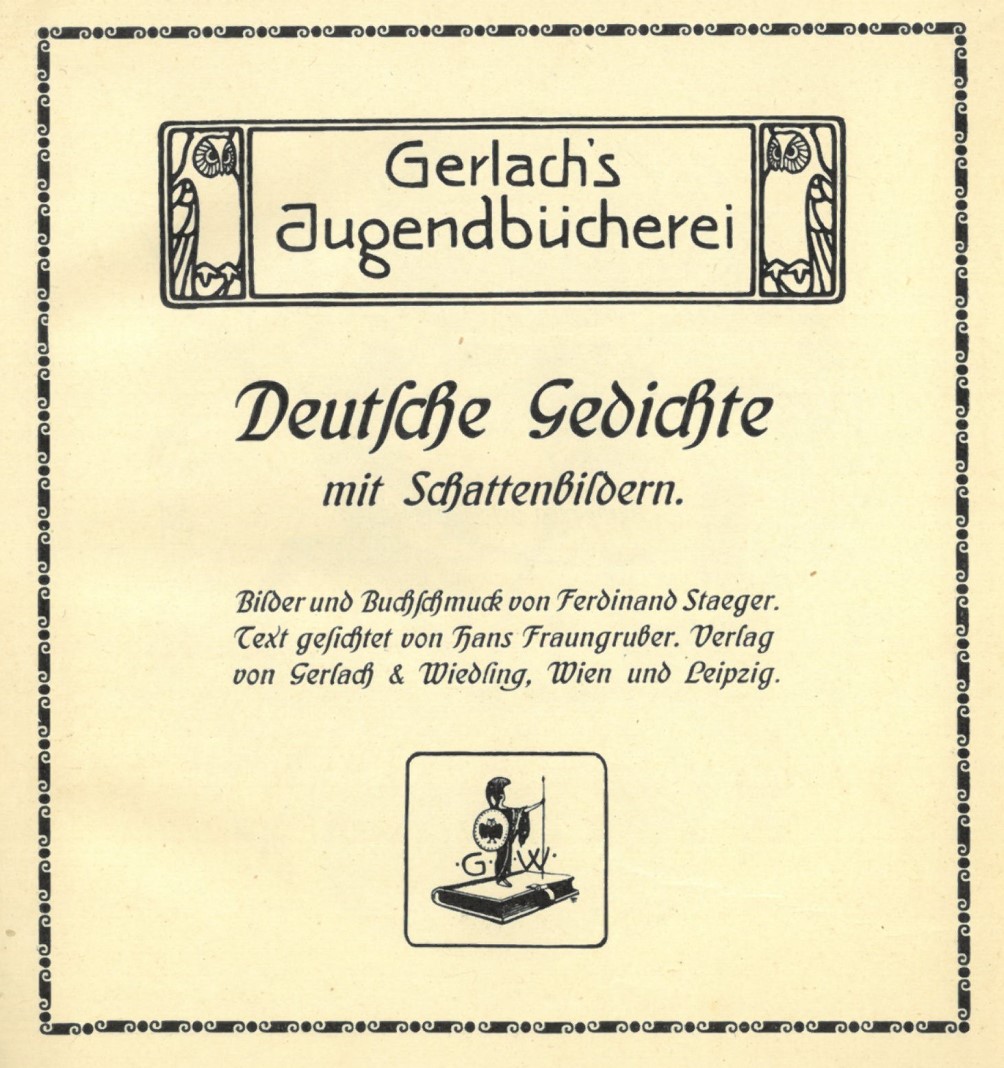 Gerlach's
Jugendbücherei
Deutſche Gedichte
mit Schattenbildern.
Bilder und Buchſchmuck von Ferdinand Staeger.
Text geſichtet von Hans Fraungruber. Verlag
von Gerlach & Wiedling, Wien und Leipzig.
·G·W·